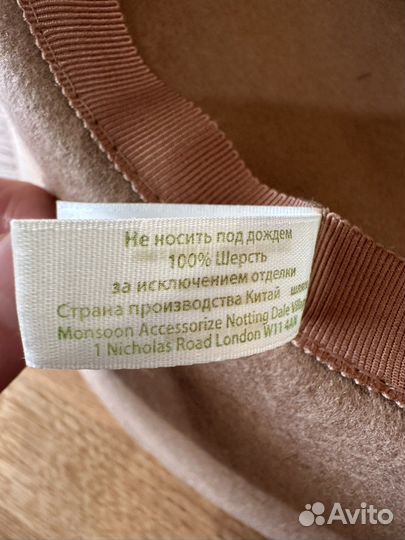 Не носить под дождем
100% Шерсть
за исключением отделки
Страна производства Китай
Monsoon Accessorize Notting Dale
1 Nicholas Road London W11 4AN
Avito